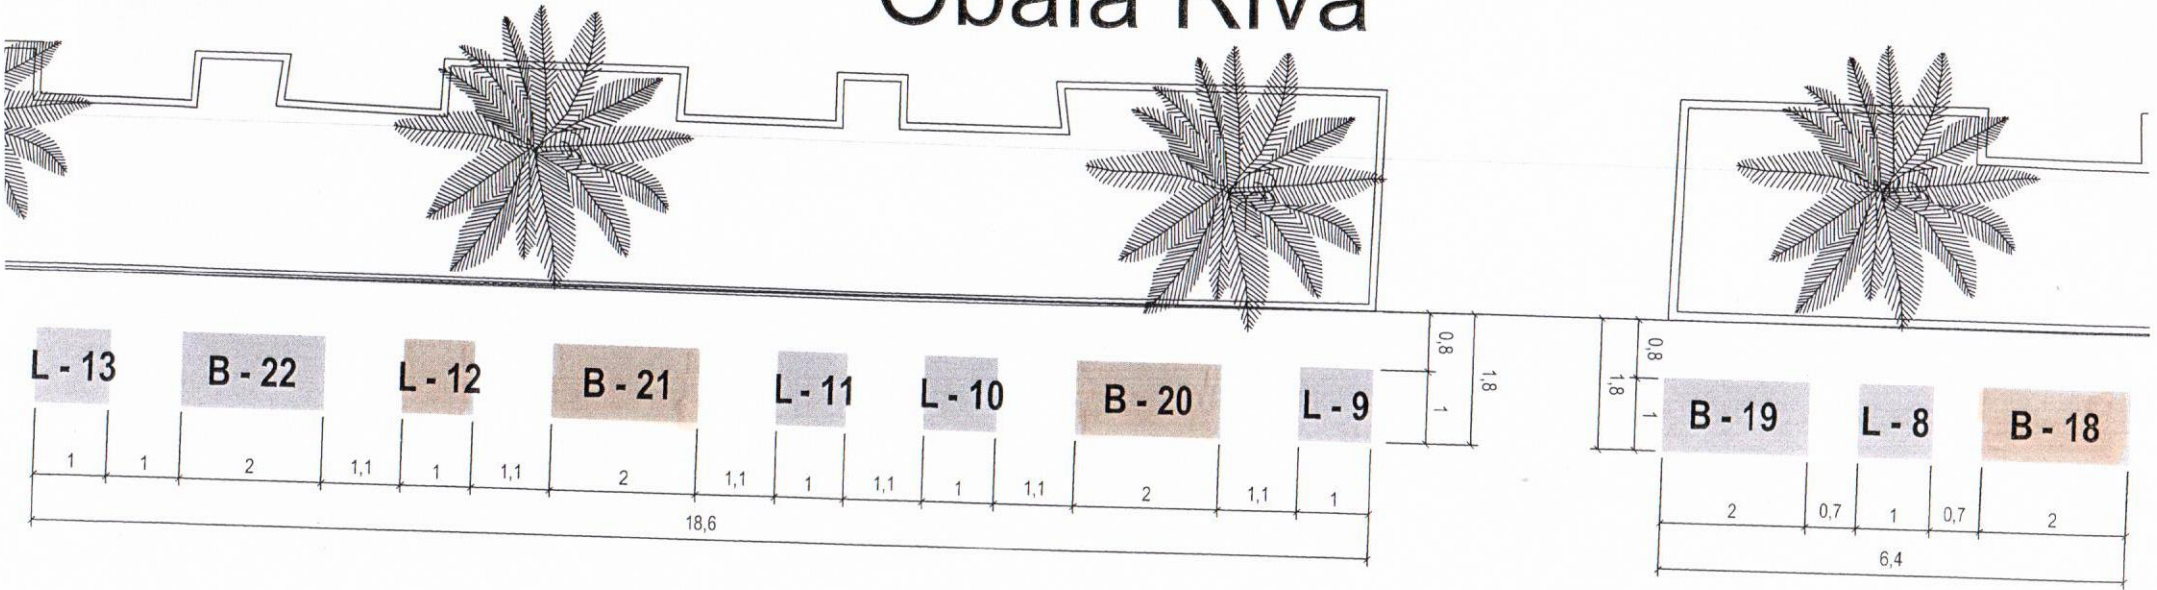 Obala Riva
L - 13 B - 22 L - 12 B - 21 L - 11 L - 10 B - 20 L - 9 B - 19 L - 8 B - 18
0,8 1 1,8 1,8 0,8 1
1 1 2 1,1 1 1,1 2 1,1 1 1,1 1 1,1 2 1,1 1 2 0,7 1 0,7 2
18,6 6,4